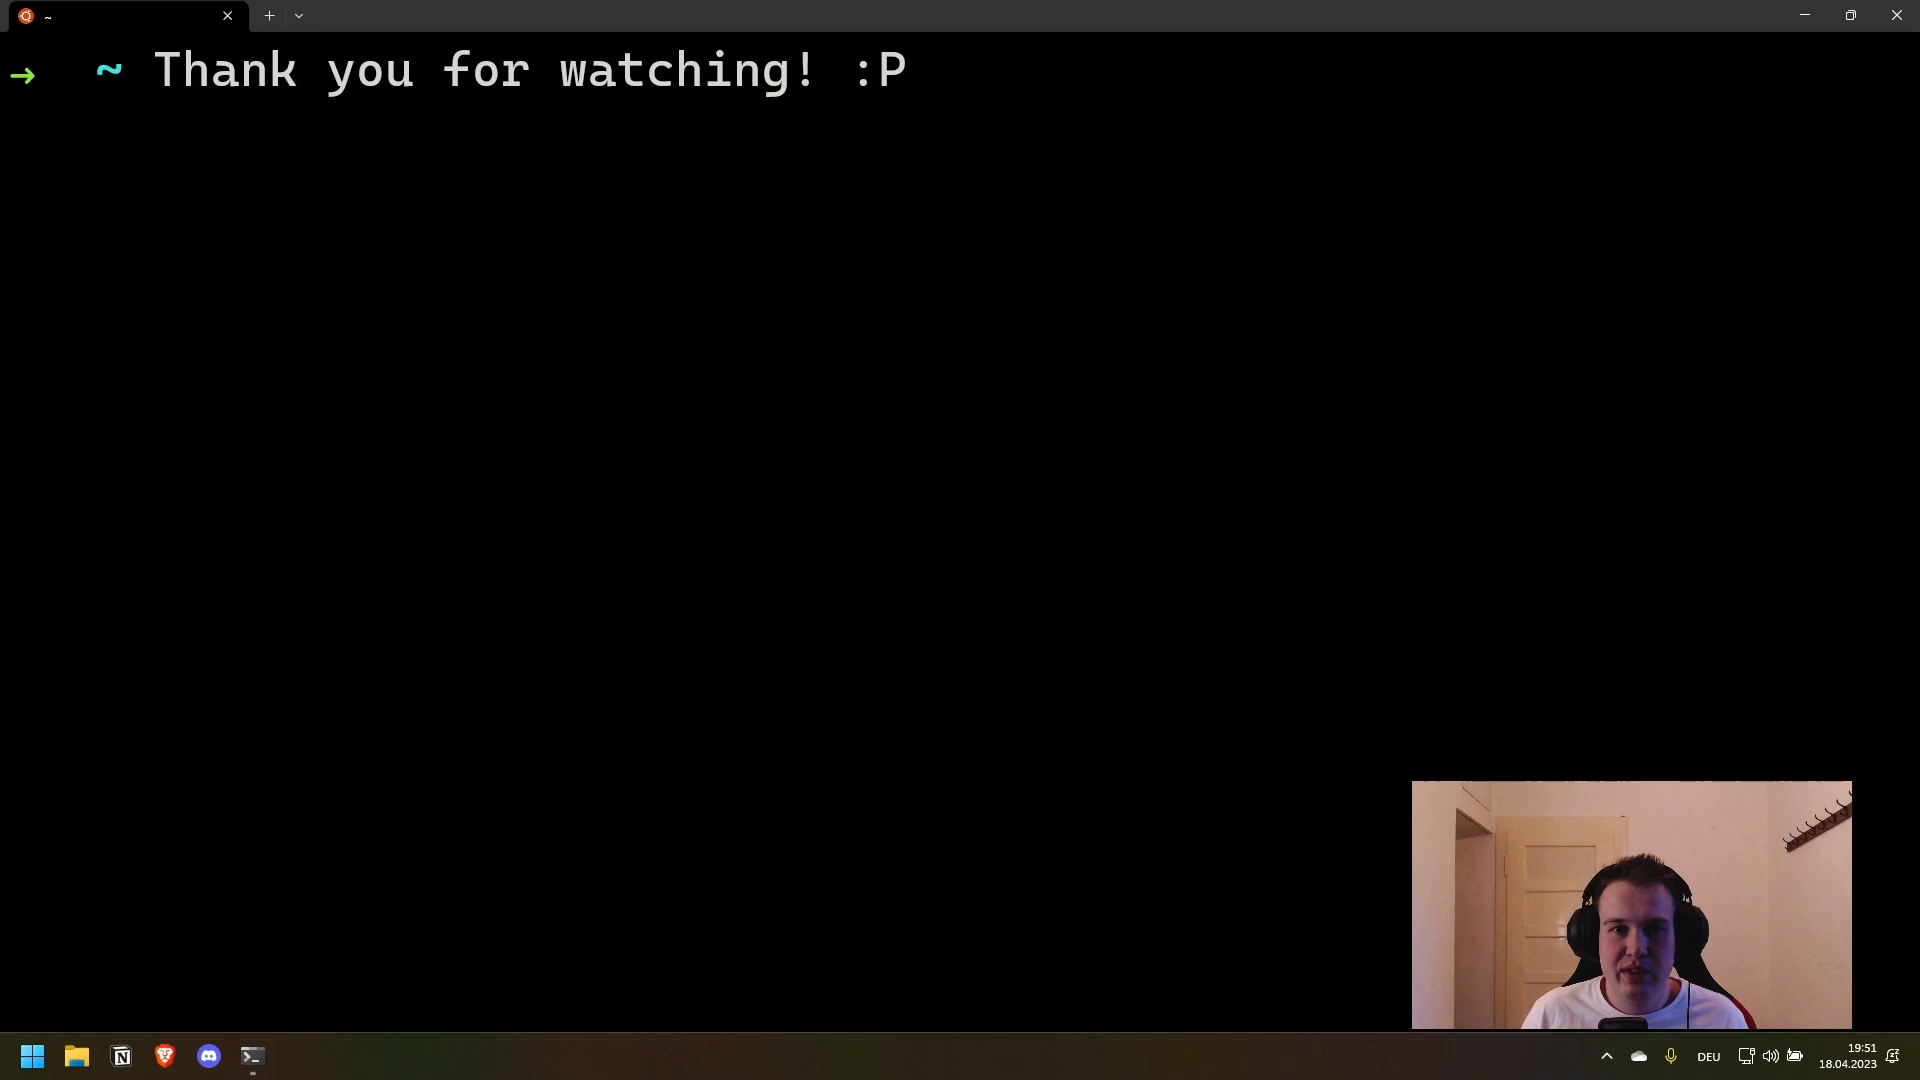 ~
→ ~ Thank you for watching! :P
DEU
19:51
18.04.2023